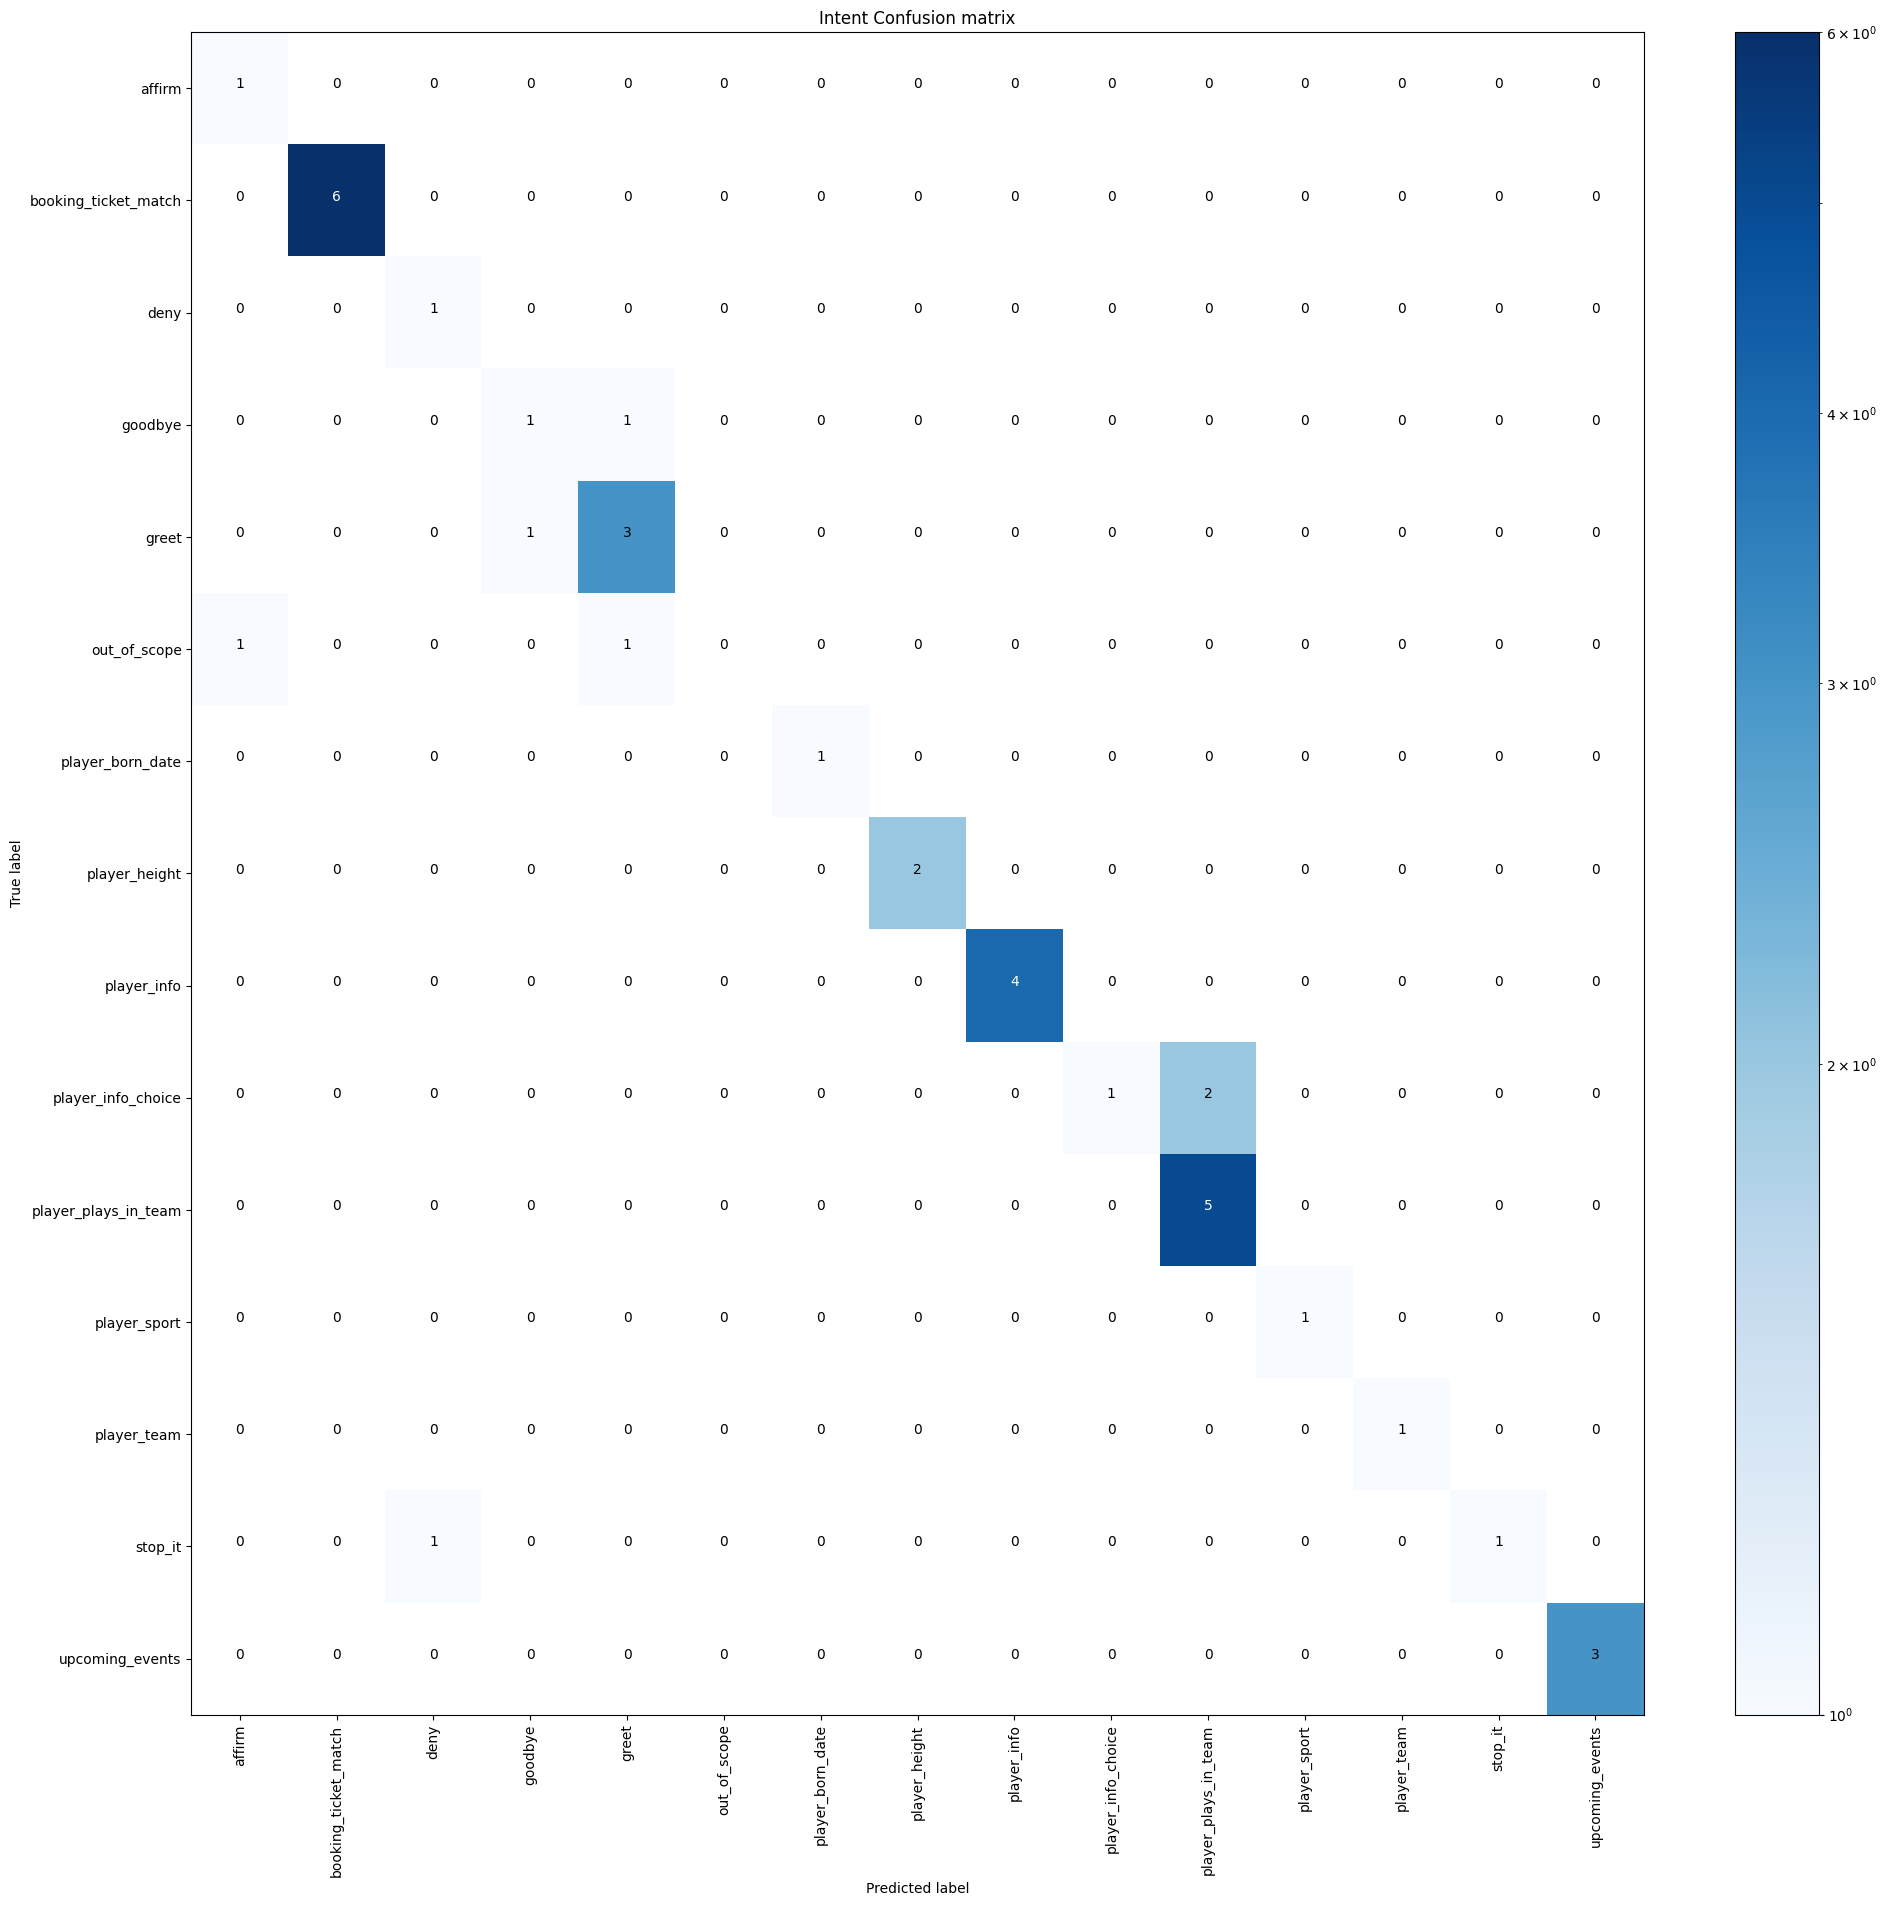 Intent Confusion matrix
affirm 1 0 0 0 0 0 0 0 0 0 0 0 0 0 0
booking_ticket_match 0 6 0 0 0 0 0 0 0 0 0 0 0 0 0
deny 0 0 1 0 0 0 0 0 0 0 0 0 0 0 0
goodbye 0 0 0 1 1 0 0 0 0 0 0 0 0 0 0
greet 0 0 0 1 3 0 0 0 0 0 0 0 0 0 0
out_of_scope 1 0 0 0 1 0 0 0 0 0 0 0 0 0 0
player_born_date 0 0 0 0 0 0 1 0 0 0 0 0 0 0 0
player_height 0 0 0 0 0 0 0 2 0 0 0 0 0 0 0
player_info 0 0 0 0 0 0 0 0 4 0 0 0 0 0 0
player_info_choice 0 0 0 0 0 0 0 0 0 1 2 0 0 0 0
player_plays_in_team 0 0 0 0 0 0 0 0 0 0 5 0 0 0 0
player_sport 0 0 0 0 0 0 0 0 0 0 0 1 0 0 0
player_team 0 0 0 0 0 0 0 0 0 0 0 0 1 0 0
stop_it 0 0 1 0 0 0 0 0 0 0 0 0 0 1 0
upcoming_events 0 0 0 0 0 0 0 0 0 0 0 0 0 0 3
True label
affirm
booking_ticket_match
deny
goodbye
greet
out_of_scope
player_born_date
player_height
player_info
player_info_choice
player_plays_in_team
player_sport
player_team
stop_it
upcoming_events
Predicted label
6 × 10⁰
4 × 10⁰
3 × 10⁰
2 × 10⁰
10⁰